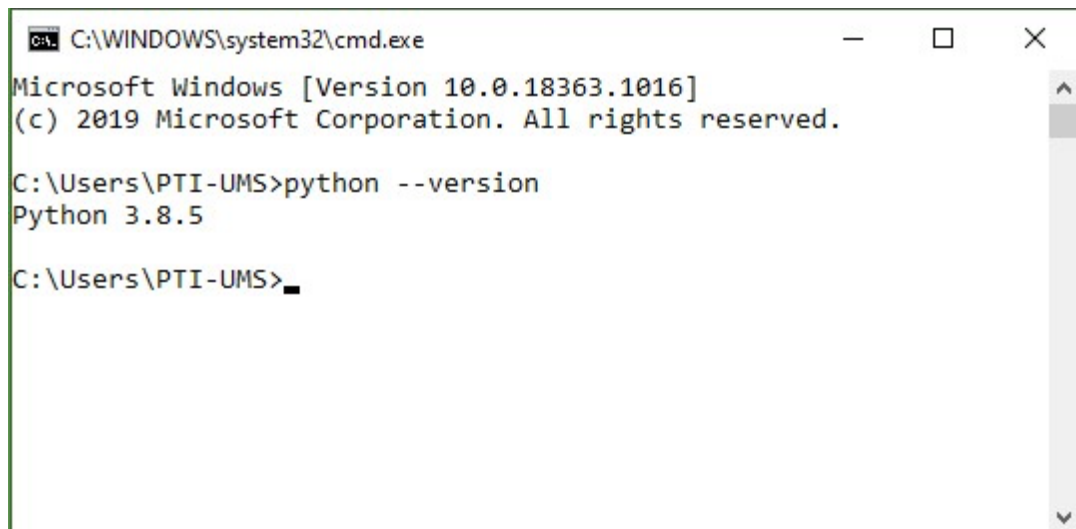 C:\WINDOWS\system32\cmd.exe
Microsoft Windows [Version 10.0.18363.1016]
(c) 2019 Microsoft Corporation. All rights reserved.
C:\Users\PTI-UMS>python --version
Python 3.8.5
C:\Users\PTI-UMS>